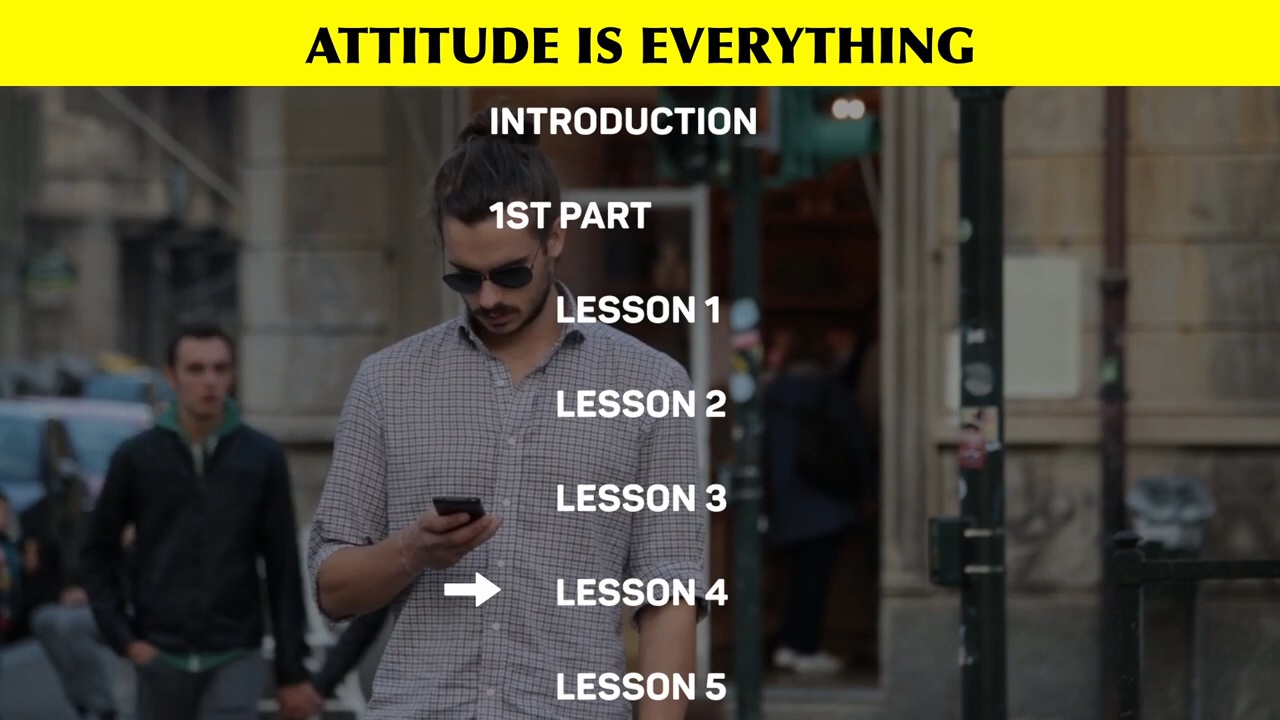 ATTITUDE IS EVERYTHING
INTRODUCTION
1ST PART
LESSON 1
LESSON 2
LESSON 3
LESSON 4
LESSON 5